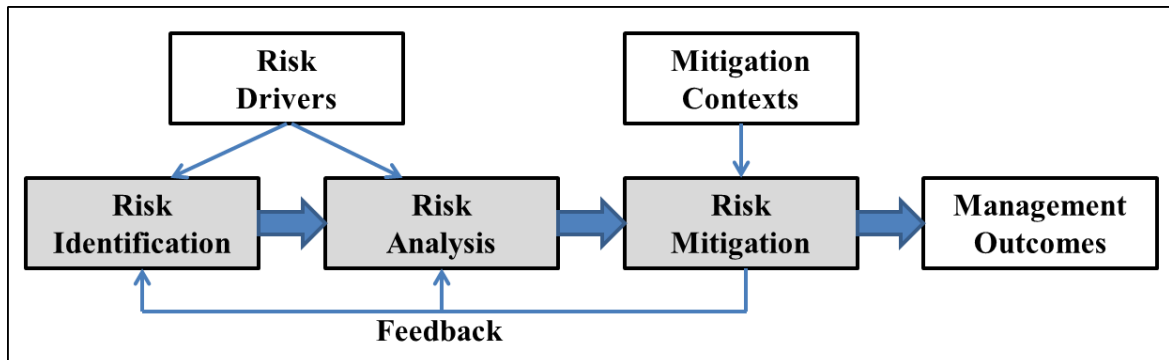 Risk
Drivers
Mitigation
Contexts
Risk
Identification
Risk
Analysis
Risk
Mitigation
Management
Outcomes
Feedback